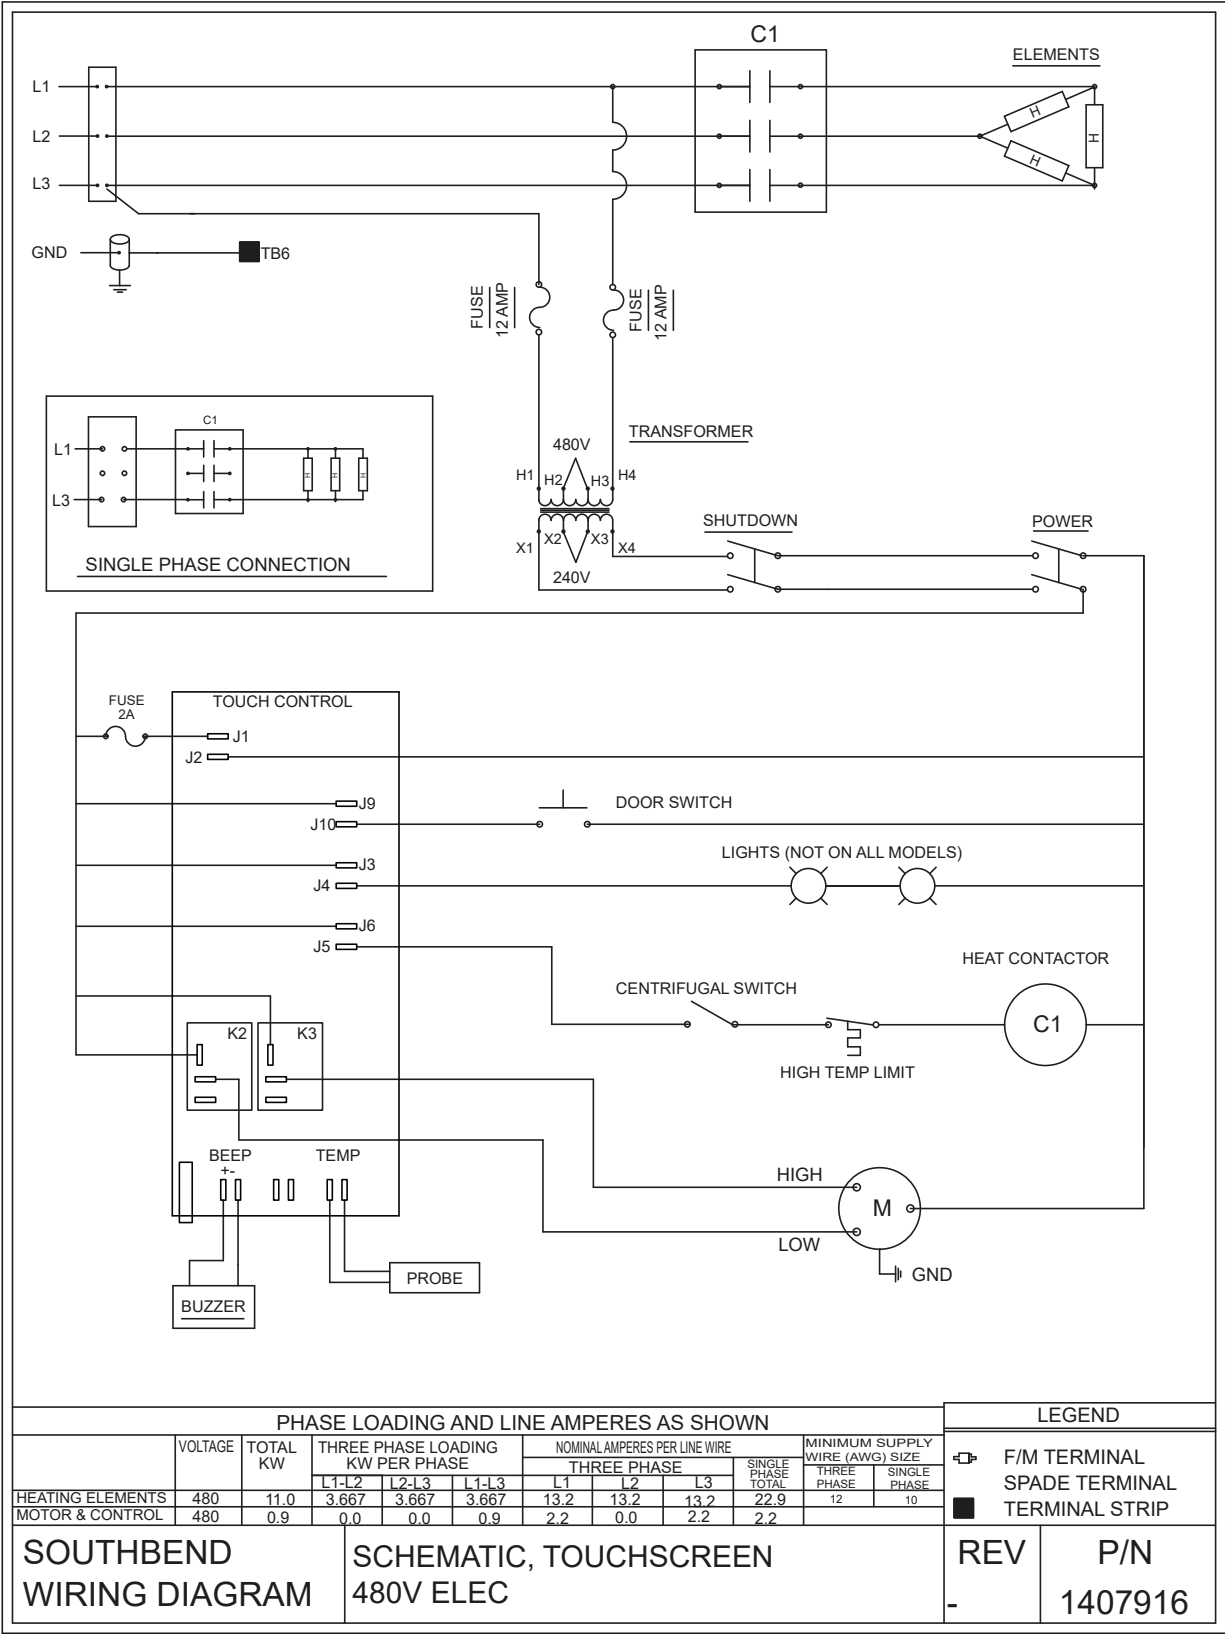 C1
ELEMENTS
L1
L2
L3
H
H
H
GND
TB6
FUSE
12 AMP
FUSE
12 AMP
L1
L3
C1
H
H
H
SINGLE PHASE CONNECTION
TRANSFORMER
480V
H1
H2
H3
H4
X1
X2
X3
X4
240V
SHUTDOWN
POWER
FUSE
2A
TOUCH CONTROL
J1
J2
J9
J10
DOOR SWITCH
J3
J4
LIGHTS (NOT ON ALL MODELS)
J6
J5
HEAT CONTACTOR
CENTRIFUGAL SWITCH
C1
HIGH TEMP LIMIT
K2
K3
BEEP
+-
TEMP
HIGH
M
LOW
GND
PROBE
BUZZER
PHASE LOADING AND LINE AMPERES AS SHOWN
VOLTAGE
TOTAL
KW
THREE PHASE LOADING
KW PER PHASE
NOMINAL AMPERES PER LINE WIRE
MINIMUM SUPPLY
WIRE (AWG) SIZE
THREE PHASE
SINGLE
PHASE
TOTAL
THREE
PHASE
SINGLE
PHASE
L1-L2 L2-L3 L1-L3 L1 L2 L3
HEATING ELEMENTS 480 11.0 3.667 3.667 3.667 13.2 13.2 13.2 22.9 12 10
MOTOR & CONTROL 480 0.9 0.0 0.0 0.9 2.2 0.0 2.2 2.2
LEGEND
F/M TERMINAL
SPADE TERMINAL
TERMINAL STRIP
SOUTHBEND
WIRING DIAGRAM
SCHEMATIC, TOUCHSCREEN
480V ELEC
REV
-
P/N
1407916